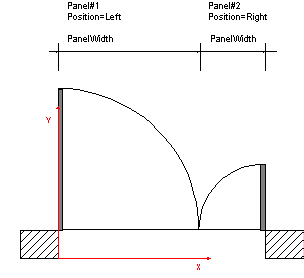 Panel#1
Position=Left
PanelWidth
Panel#2
Position=Right
PanelWidth
Y
X